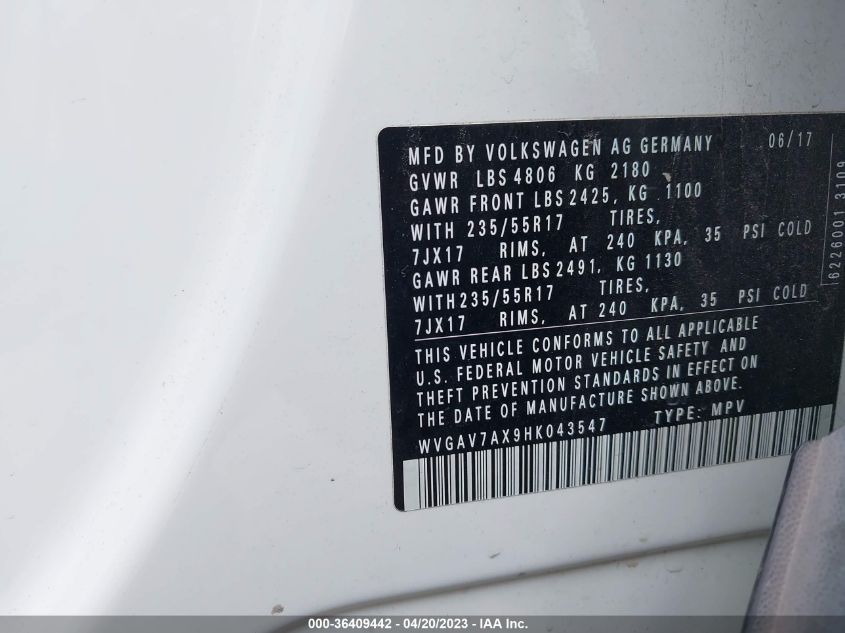 MFD BY VOLKSWAGEN AG GERMANY 06/17
GVWR LBS 4806 KG 2180
GAWR FRONT LBS 2425, KG 1100
WITH 235/55R17 TIRES,
7JX17 RIMS, AT 240 KPA, 35 PSI COLD
GAWR REAR LBS 2491, KG 1130
WITH 235/55R17 TIRES,
7JX17 RIMS, AT 240 KPA, 35 PSI COLD
THIS VEHICLE CONFORMS TO ALL APPLICABLE
U.S. FEDERAL MOTOR VEHICLE SAFETY AND
THEFT PREVENTION STANDARDS IN EFFECT ON
THE DATE OF MANUFACTURE SHOWN ABOVE.
WVGAV7AX9HK043547 TYPE: MPV
6226001 3109
000-36409442 - 04/20/2023 - IAA Inc.